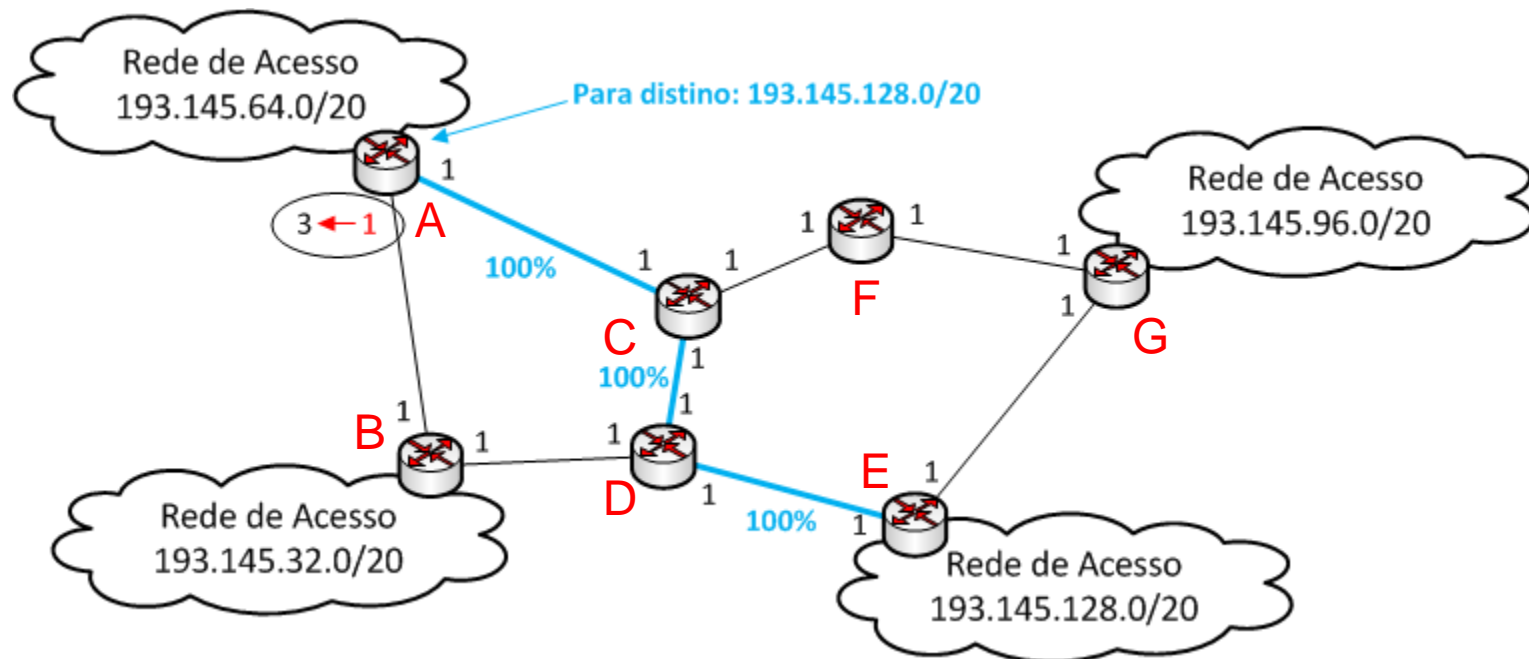 Rede de Acesso
193.145.64.0/20
Para distino: 193.145.128.0/20
1
3 ← 1
A
100%
1
1
1
1
F
1
1
Rede de Acesso
193.145.96.0/20
G
C
1
100%
1
1
B
1
1
D
1
100%
E
1
1
Rede de Acesso
193.145.32.0/20
Rede de Acesso
193.145.128.0/20